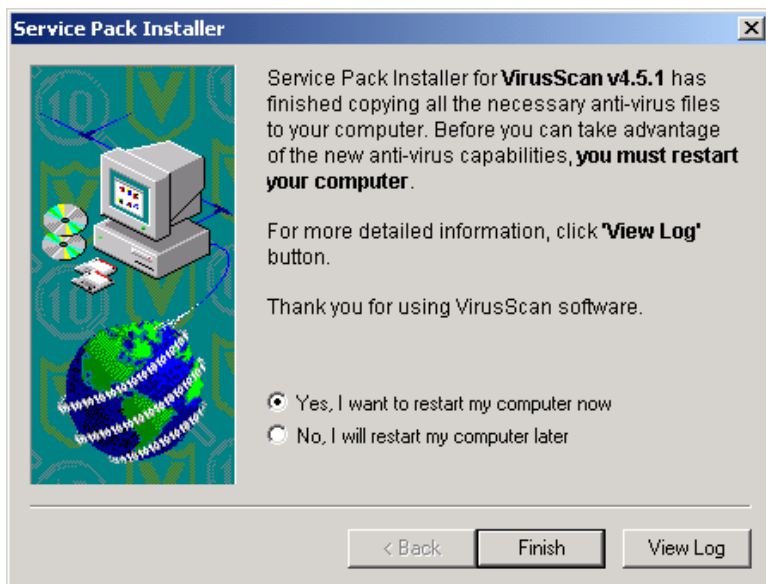 Service Pack Installer
Service Pack Installer for VirusScan v4.5.1 has
finished copying all the necessary anti-virus files
to your computer. Before you can take advantage
of the new anti-virus capabilities, you must restart
your computer.
For more detailed information, click 'View Log'
button.
Thank you for using VirusScan software.
Yes, I want to restart my computer now
No, I will restart my computer later
< Back
Finish
View Log